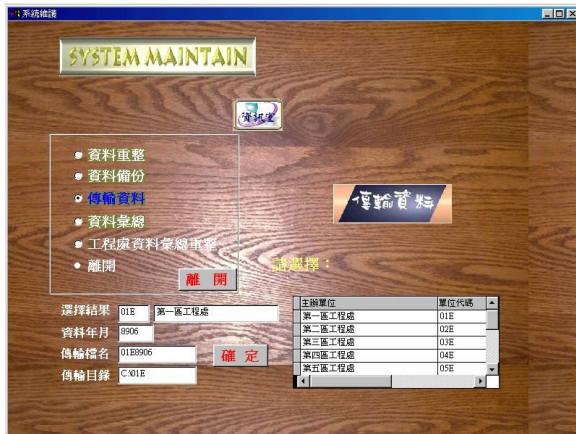 系統維護
SYSTEM MAINTAIN
資訊室
資料重整
資料備份
傳輸資料
資料彙總
工程處資料彙總重整
離開
離 開
傳輸資料
請選擇：
選擇結果 01E 第一區工程處
資料年月 8906
傳輸檔名 01E8906
傳輸目錄 C:\01E
確 定
主辦單位 單位代碼
第一區工程處 01E
第二區工程處 02E
第三區工程處 03E
第四區工程處 04E
第五區工程處 05E